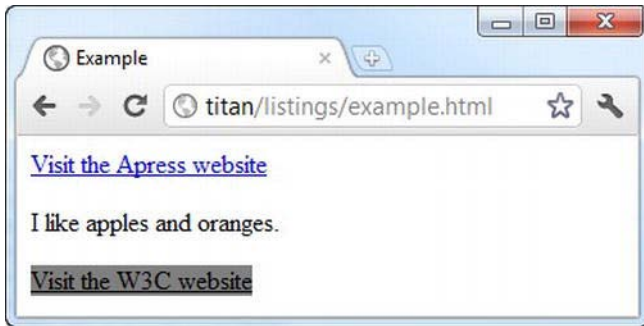 Example
titan/listings/example.html
Visit the Apress website
I like apples and oranges.
Visit the W3C website